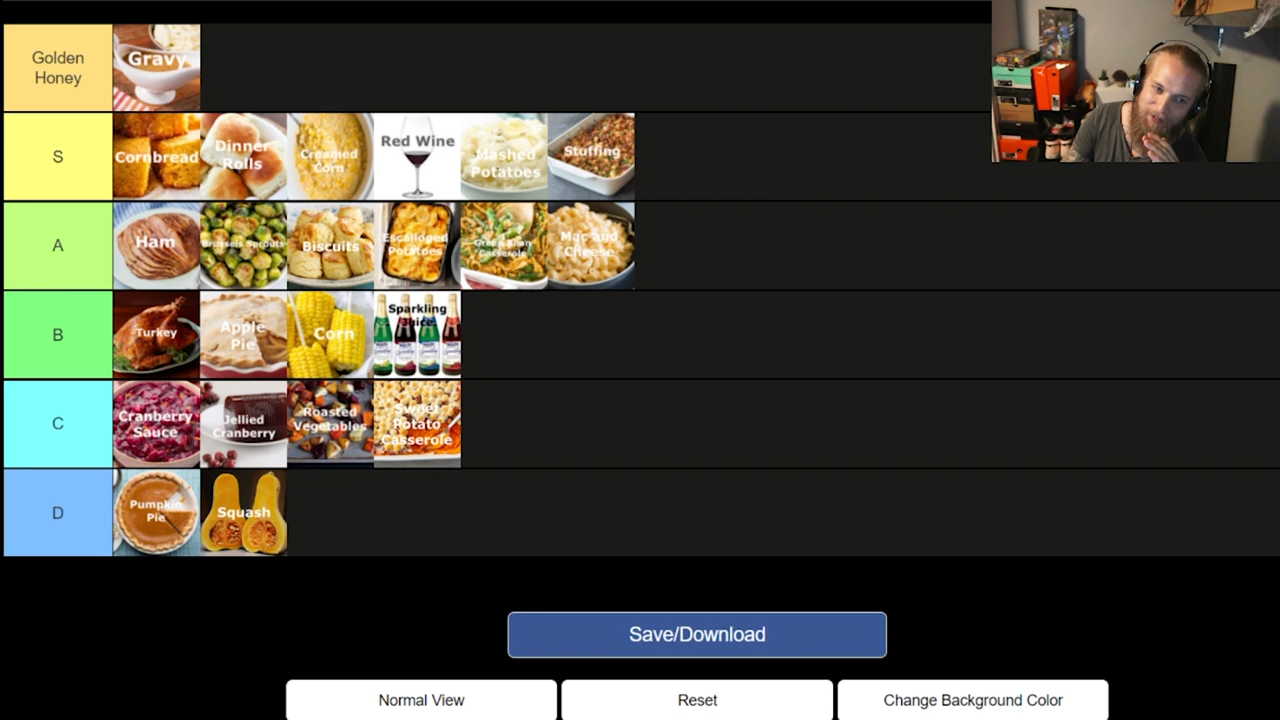 Golden
Honey
Gravy
S
Cornbread
Dinner
Rolls
Creamed
Corn
Red Wine
Mashed
Potatoes
Stuffing
A
Ham
Brussels Sprouts
Biscuits
Escalloped
Potatoes
Green Bean
Casserole
Mac and
Cheese
B
Turkey
Apple
Pie
Corn
Sparkling
Juice
C
Cranberry
Sauce
Jellied
Cranberry
Roasted
Vegetables
Sweet
Potato
Casserole
D
Pumpkin
Pie
Squash
Save/Download
Normal View
Reset
Change Background Color